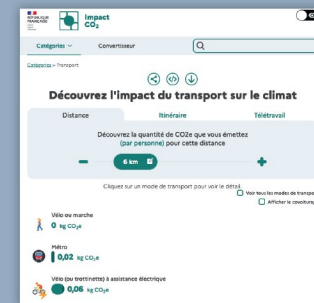 RÉPUBLIQUE
FRANÇAISE
Impact
CO₂
Catégories
Convertisseur
Catégories > Transport
Découvrez l'impact du transport sur le climat
Distance
Itinéraire
Télétravail
Découvrez la quantité de CO2e que vous émettez
(par personne) pour cette distance
6 km
Cliquez sur un mode de transport pour voir le détail
Voir tous les modes de transpo
Afficher le covoiturag
Vélo ou marche
0 kg CO₂e
Métro
0,02 kg CO₂e
Vélo (ou trottinette) à assistance électrique
0,06 kg CO₂e